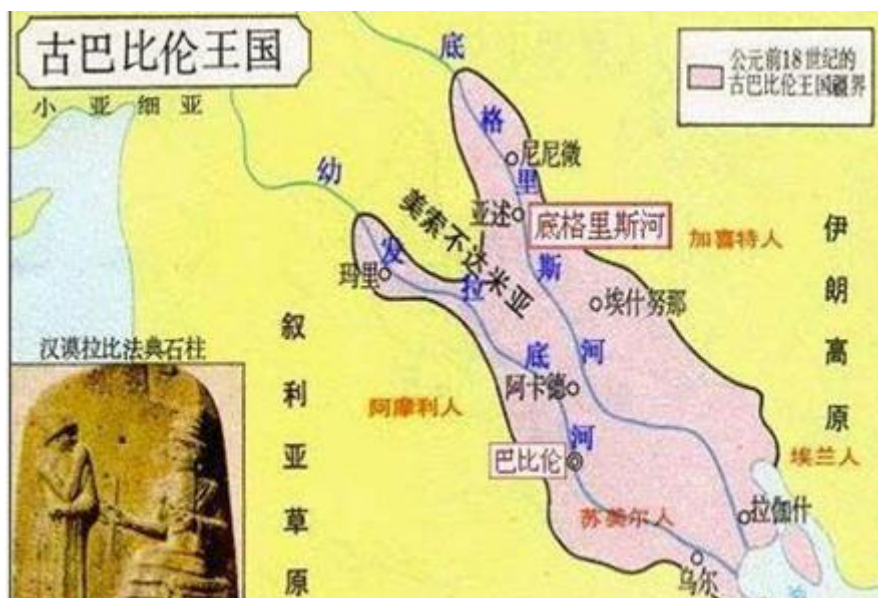 古巴比伦王国
公元前18世纪的
古巴比伦王国疆界
小亚细亚
底格里斯河
幼发拉底河
美索不达米亚
尼尼微
亚述
底格里斯河
加喜特人
伊朗高原
玛里
埃什努那
汉谟拉比法典石柱
叙利亚草原
阿卡德
阿摩利人
巴比伦
埃兰人
苏美尔人
拉伽什
乌尔